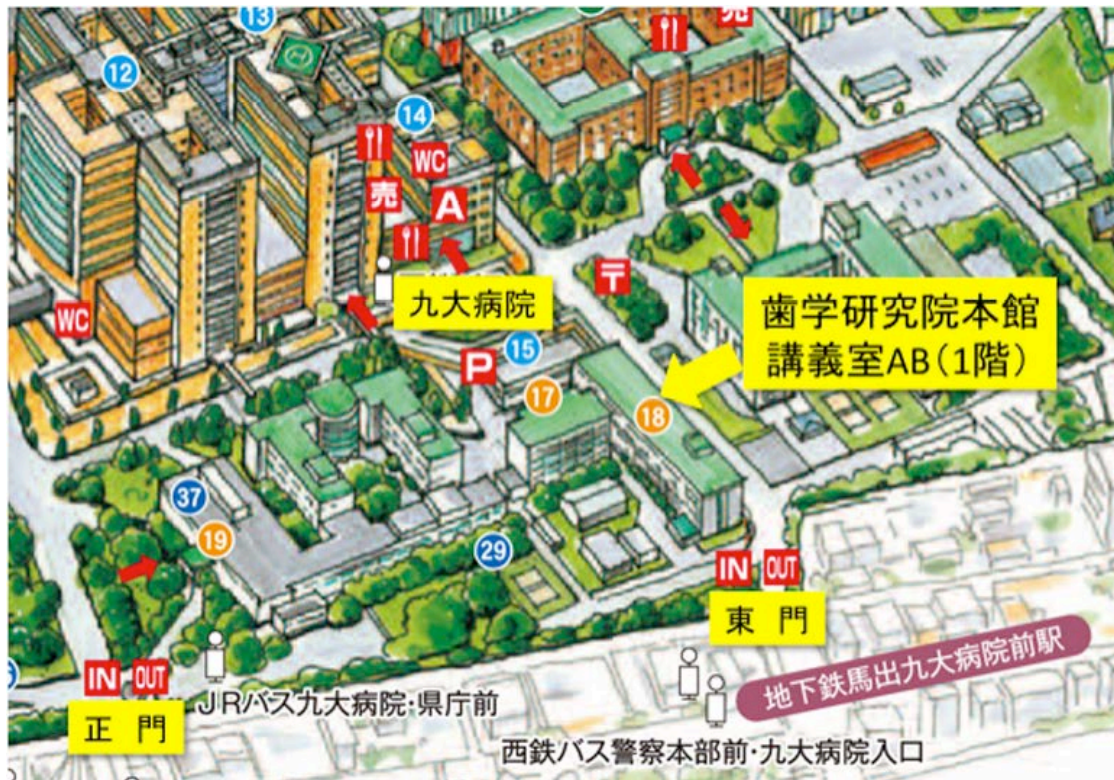 13
売
12
14
WC
売
A
〒
九大病院
歯学研究院本館
講義室AB(1階)
WC
15
P
17
18
37
19
29
IN OUT
東 門
地下鉄馬出九大病院前駅
IN OUT
JRバス九大病院・県庁前
正 門
西鉄バス警察本部前・九大病院入口